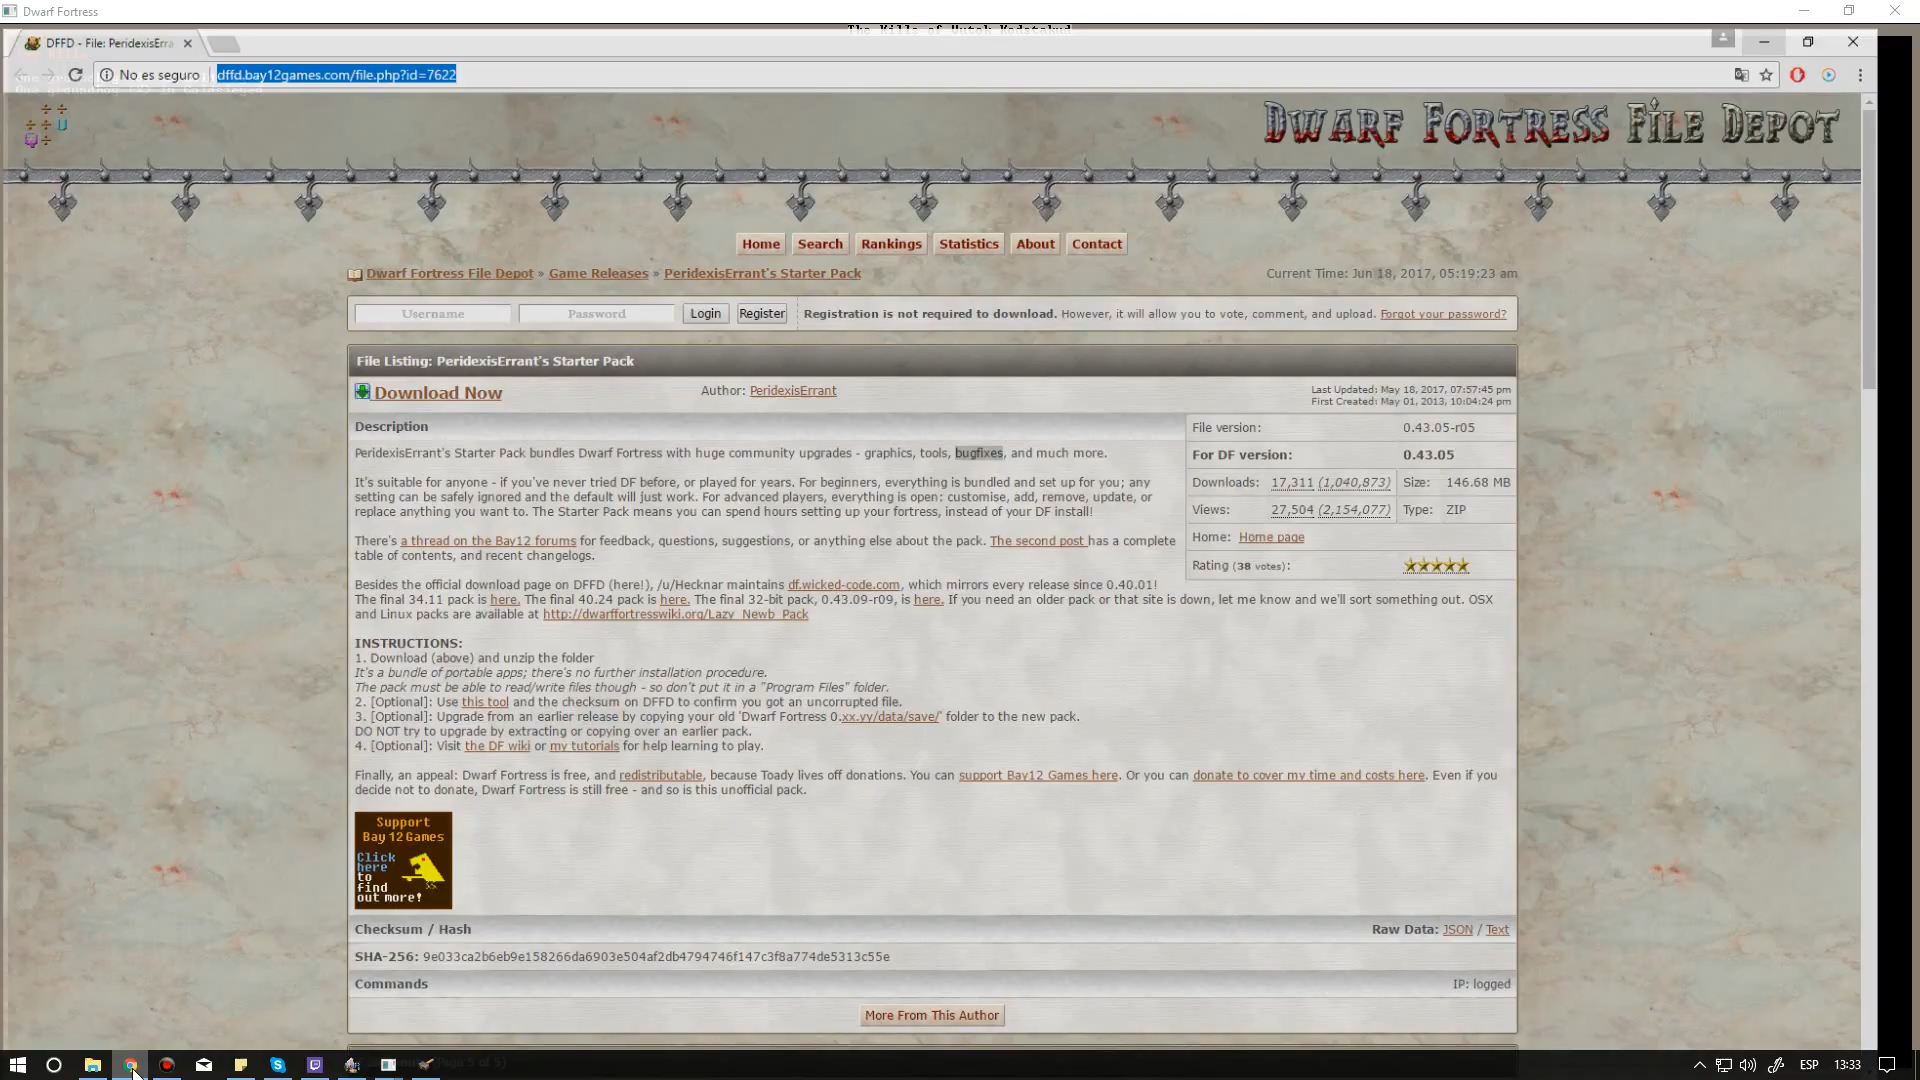 Dwarf Fortress
DFFD - File: PeridexisErra
No es seguro
dffd.bay12games.com/file.php?id=7622
DWARF FORTRESS FILE DEPOT
Home Search Rankings Statistics About Contact
Dwarf Fortress File Depot » Game Releases » PeridexisErrant's Starter Pack
Current Time: Jun 18, 2017, 05:19:23 am
Username Password Login Register Registration is not required to download. However, it will allow you to vote, comment, and upload. Forgot your password?
File Listing: PeridexisErrant's Starter Pack
Download Now
Author: PeridexisErrant
Last Updated: May 18, 2017, 07:57:45 pm
First Created: May 01, 2013, 10:04:24 pm
Description
File version: 0.43.05-r05
PeridexisErrant's Starter Pack bundles Dwarf Fortress with huge community upgrades - graphics, tools, bugfixes, and much more.
For DF version: 0.43.05
It's suitable for anyone - if you've never tried DF before, or played for years. For beginners, everything is bundled and set up for you; any
setting can be safely ignored and the default will just work. For advanced players, everything is open: customise, add, remove, update, or
replace anything you want to. The Starter Pack means you can spend hours setting up your fortress, instead of your DF install!
Downloads: 17,311 (1,040,873) Size: 146.68 MB
Views: 27,504 (2,154,077) Type: ZIP
Home: Home page
Rating (38 votes):
There's a thread on the Bay12 forums for feedback, questions, suggestions, or anything else about the pack. The second post has a complete
table of contents, and recent changelogs.
Besides the official download page on DFFD (here!), /u/Hecknar maintains df.wicked-code.com, which mirrors every release since 0.40.01!
The final 34.11 pack is here. The final 40.24 pack is here. The final 32-bit pack, 0.43.09-r09, is here. If you need an older pack or that site is down, let me know and we'll sort something out. OSX
and Linux packs are available at http://dwarffortresswiki.org/Lazy_Newb_Pack
INSTRUCTIONS:
1. Download (above) and unzip the folder
It's a bundle of portable apps; there's no further installation procedure.
The pack must be able to read/write files though - so don't put it in a "Program Files" folder.
2. [Optional]: Use this tool and the checksum on DFFD to confirm you got an uncorrupted file.
3. [Optional]: Upgrade from an earlier release by copying your old 'Dwarf Fortress 0.xx.yy/data/save/' folder to the new pack.
DO NOT try to upgrade by extracting or copying over an earlier pack.
4. [Optional]: Visit the DF wiki or my tutorials for help learning to play.
Finally, an appeal: Dwarf Fortress is free, and redistributable, because Toady lives off donations. You can support Bay12 Games here. Or you can donate to cover my time and costs here. Even if you
decide not to donate, Dwarf Fortress is still free - and so is this unofficial pack.
Support
Bay 12 Games
Click
here
to
find
out more!
Checksum / Hash
Raw Data: JSON / Text
SHA-256: 9e033ca2b6eb9e158266da6903e504af2db4794746f147c3f8a774de5313c55e
Commands
IP: logged
More From This Author
ESP 13:33